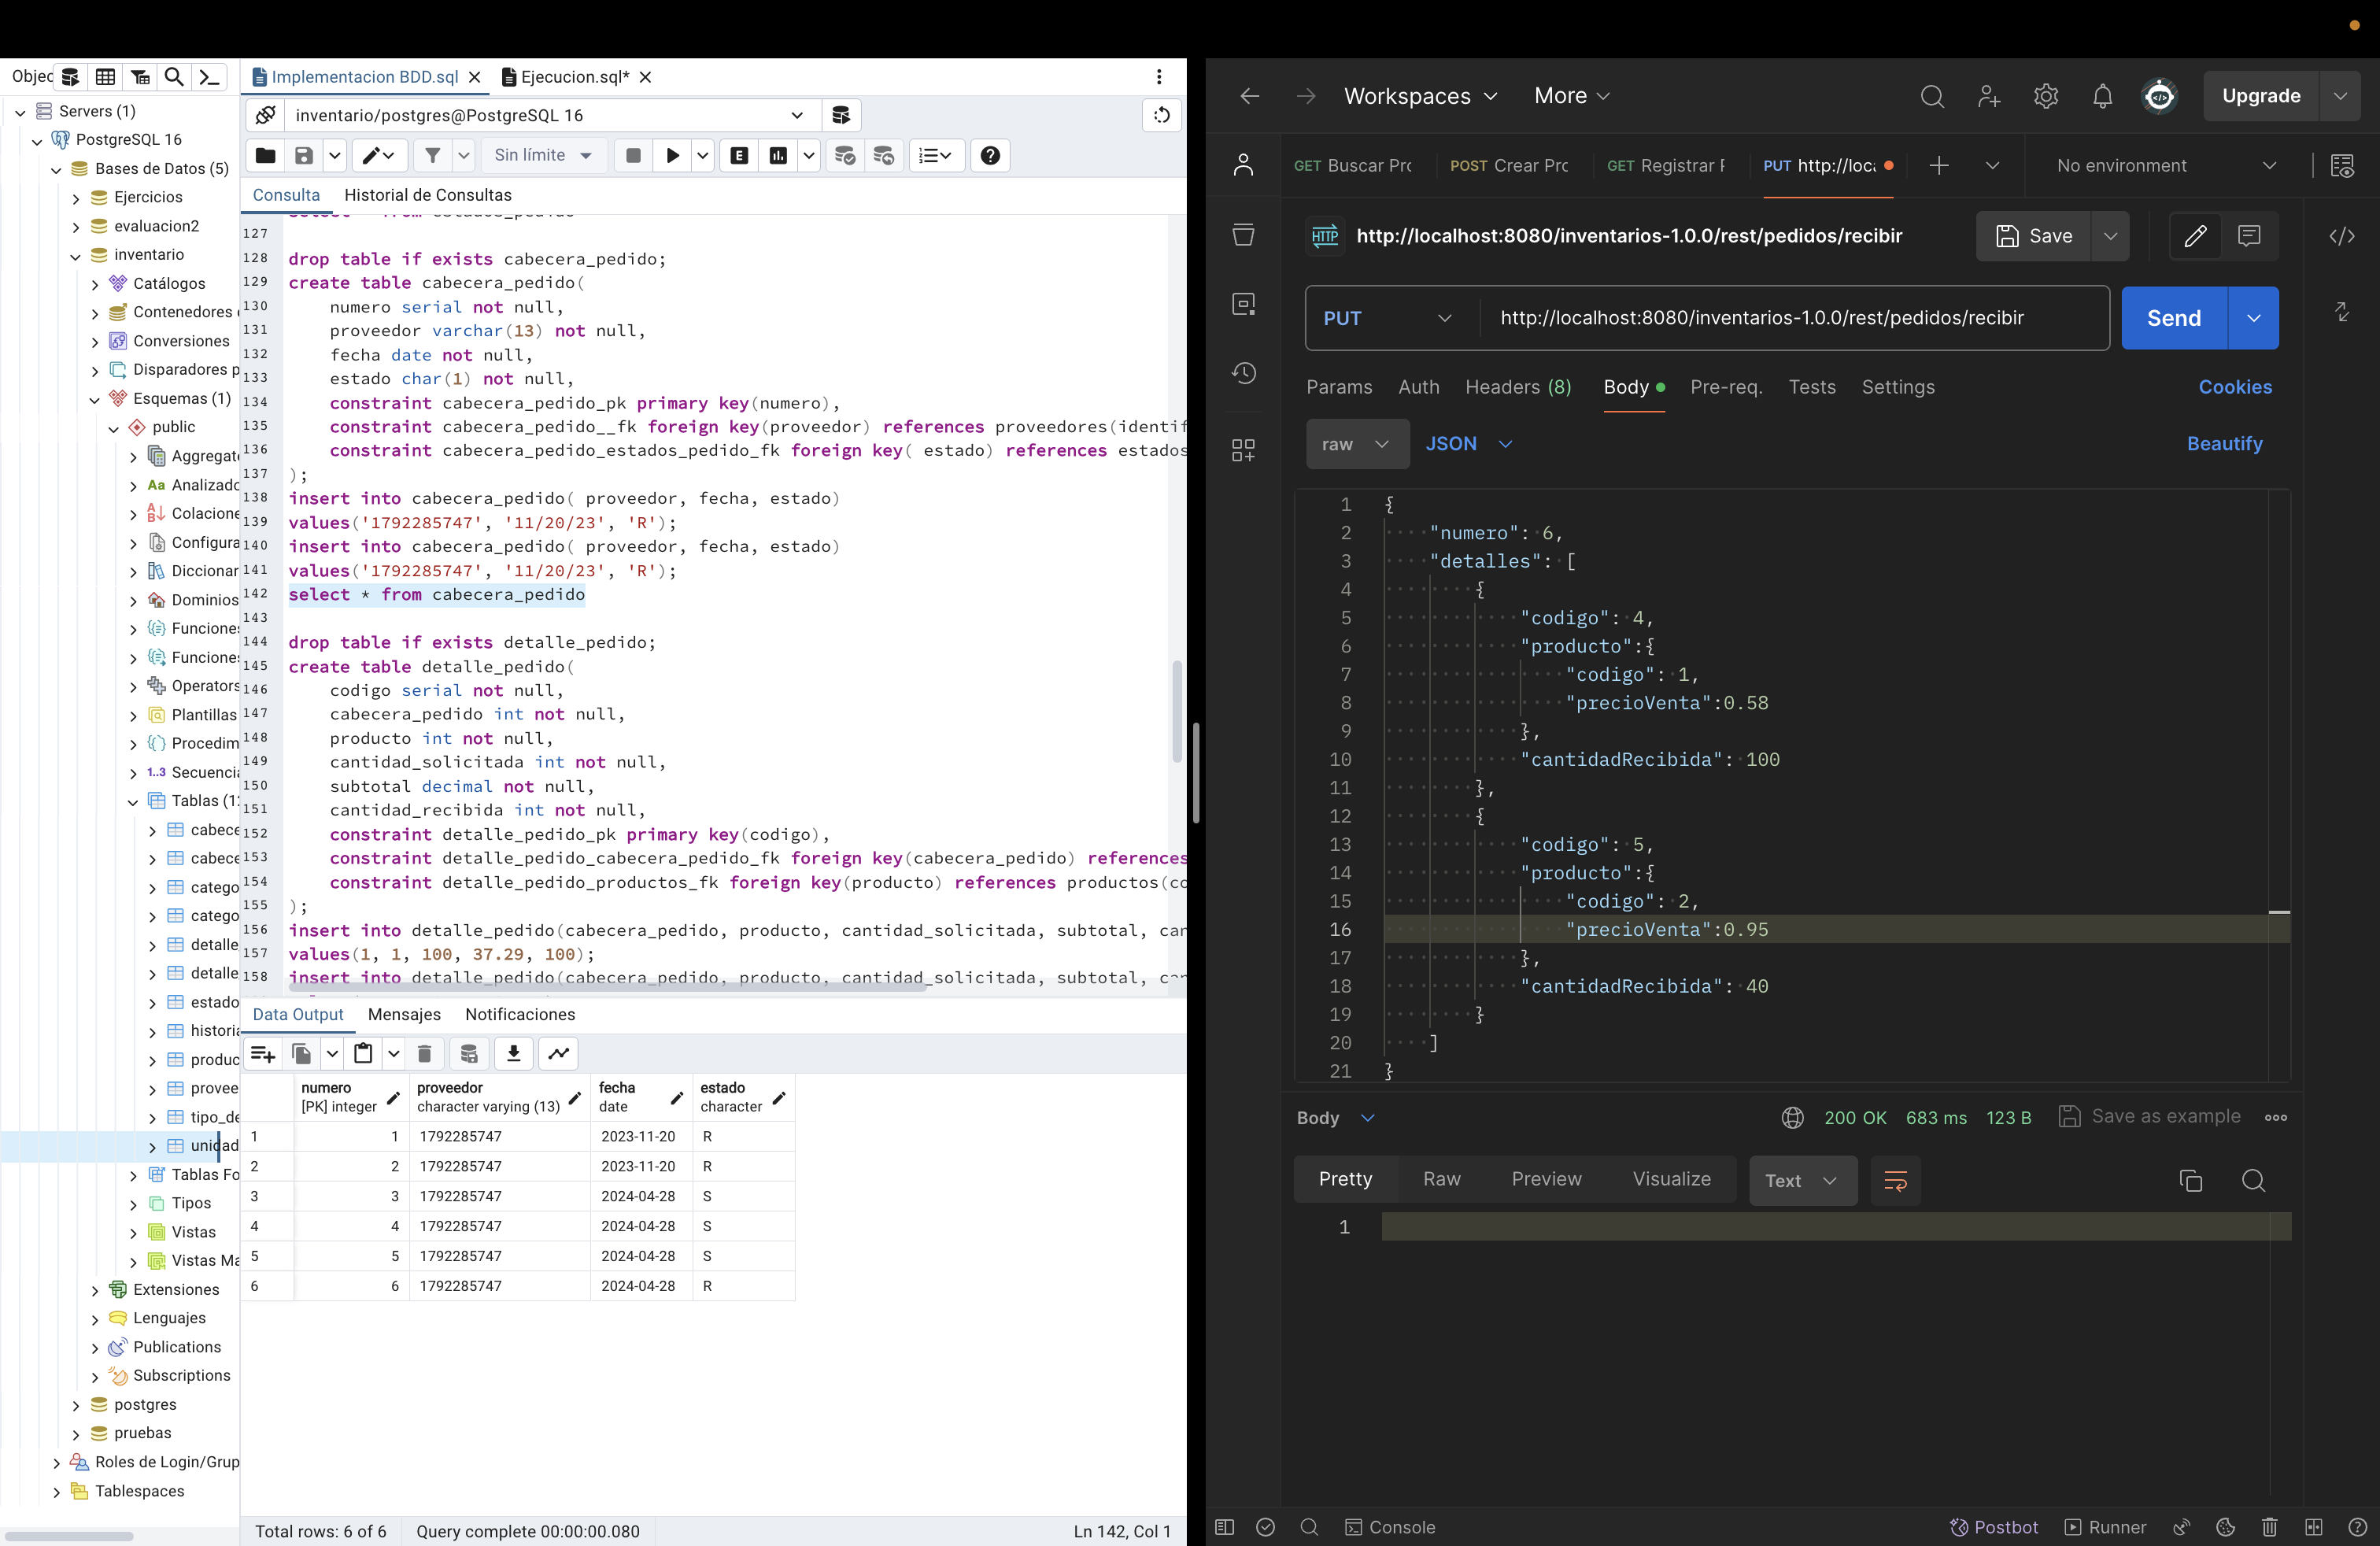 Objec
Implementacion BDD.sql
Ejecucion.sql*
inventario/postgres@PostgreSQL 16
Sin límite
Consulta
Historial de Consultas
Servers (1)
PostgreSQL 16
Bases de Datos (5)
Ejercicios
evaluacion2
inventario
Catálogos
Contenedores
Conversiones
Disparadores p
Esquemas (1)
public
Aggregat
Analizado
Colacione
Configura
Diccionar
Dominios
Funciones
Funciones
Operators
Plantillas
Procedim
1..3 Secuencia
Tablas (1
cabece
cabece
catego
catego
detalle
detalle
estado
historia
produc
provee
tipo_de
unidad
Tablas Fo
Tipos
Vistas
Vistas Ma
Extensiones
Lenguajes
Publications
Subscriptions
postgres
pruebas
Roles de Login/Grup
Tablespaces
select * from estados_pedido
127
128 drop table if exists cabecera_pedido;
129 create table cabecera_pedido(
130 numero serial not null,
131 proveedor varchar(13) not null,
132 fecha date not null,
133 estado char(1) not null,
134 constraint cabecera_pedido_pk primary key(numero),
135 constraint cabecera_pedido__fk foreign key(proveedor) references proveedores(identif
136 constraint cabecera_pedido_estados_pedido_fk foreign key( estado) references estados
137 );
138 insert into cabecera_pedido( proveedor, fecha, estado)
139 values('1792285747', '11/20/23', 'R');
140 insert into cabecera_pedido( proveedor, fecha, estado)
141 values('1792285747', '11/20/23', 'R');
142 select * from cabecera_pedido
143
144 drop table if exists detalle_pedido;
145 create table detalle_pedido(
146 codigo serial not null,
147 cabecera_pedido int not null,
148 producto int not null,
149 cantidad_solicitada int not null,
150 subtotal decimal not null,
151 cantidad_recibida int not null,
152 constraint detalle_pedido_pk primary key(codigo),
153 constraint detalle_pedido_cabecera_pedido_fk foreign key(cabecera_pedido) references
154 constraint detalle_pedido_productos_fk foreign key(producto) references productos(co
155 );
156 insert into detalle_pedido(cabecera_pedido, producto, cantidad_solicitada, subtotal, can
157 values(1, 1, 100, 37.29, 100);
158 insert into detalle_pedido(cabecera_pedido, producto, cantidad_solicitada, subtotal, can
Data Output
Mensajes
Notificaciones
numero [PK] integer
proveedor character varying (13)
fecha date
estado character
1 1 1792285747 2023-11-20 R
2 2 1792285747 2023-11-20 R
3 3 1792285747 2024-04-28 S
4 4 1792285747 2024-04-28 S
5 5 1792285747 2024-04-28 S
6 6 1792285747 2024-04-28 R
Total rows: 6 of 6
Query complete 00:00:00.080
Ln 142, Col 1
Workspaces
More
Upgrade
GET Buscar Prc
POST Crear Prc
GET Registrar F
PUT http://loca
No environment
HTTP
http://localhost:8080/inventarios-1.0.0/rest/pedidos/recibir
Save
PUT
http://localhost:8080/inventarios-1.0.0/rest/pedidos/recibir
Send
Params
Auth
Headers (8)
Body
Pre-req.
Tests
Settings
Cookies
raw
JSON
Beautify
1 {
2 "numero": 6,
3 "detalles": [
4 {
5 "codigo": 4,
6 "producto":{
7 "codigo": 1,
8 "precioVenta":0.58
9 },
10 "cantidadRecibida": 100
11 },
12 {
13 "codigo": 5,
14 "producto":{
15 "codigo": 2,
16 "precioVenta":0.95
17 },
18 "cantidadRecibida": 40
19 }
20 ]
21 }
Body
200 OK
683 ms
123 B
Save as example
Pretty
Raw
Preview
Visualize
Text
1
Console
Postbot
Runner